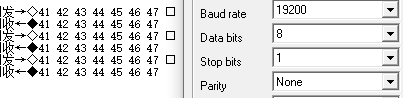 发→◇41 42 43 44 45 46 47 □
收←◆41 42 43 44 45 46 47
发→◇41 42 43 44 45 46 47 □
收←◆41 42 43 44 45 46 47
发→◇41 42 43 44 45 46 47 □
收←◆41 42 43 44 45 46 47
Baud rate 19200
Data bits 8
Stop bits 1
Parity None